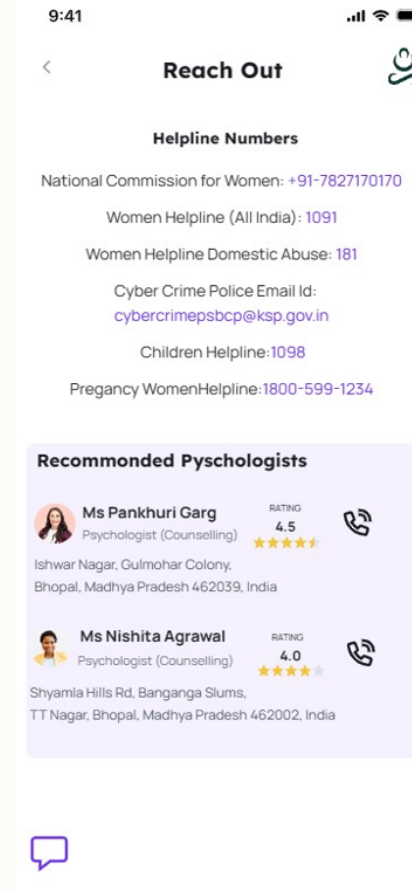 9:41
Reach Out
Helpline Numbers
National Commission for Women: +91-7827170170
Women Helpline (All India): 1091
Women Helpline Domestic Abuse: 181
Cyber Crime Police Email Id:
cybercrimepsbcp@ksp.gov.in
Children Helpline:1098
Pregancy WomenHelpline:1800-599-1234
Recommonded Pyschologists
Ms Pankhuri Garg
Psychologist (Counselling)
RATING
4.5
Ishwar Nagar, Gulmohar Colony,
Bhopal, Madhya Pradesh 462039, India
Ms Nishita Agrawal
Psychologist (Counselling)
RATING
4.0
Shyamla Hills Rd, Banganga Slums,
TT Nagar, Bhopal, Madhya Pradesh 462002, India